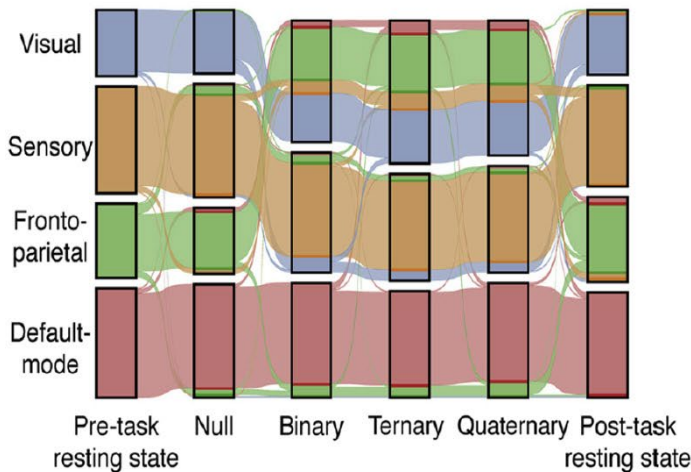 Visual
Sensory
Fronto-
parietal
Default-
mode
Pre-task
resting state
Null
Binary
Ternary
Quaternary
Post-task
resting state